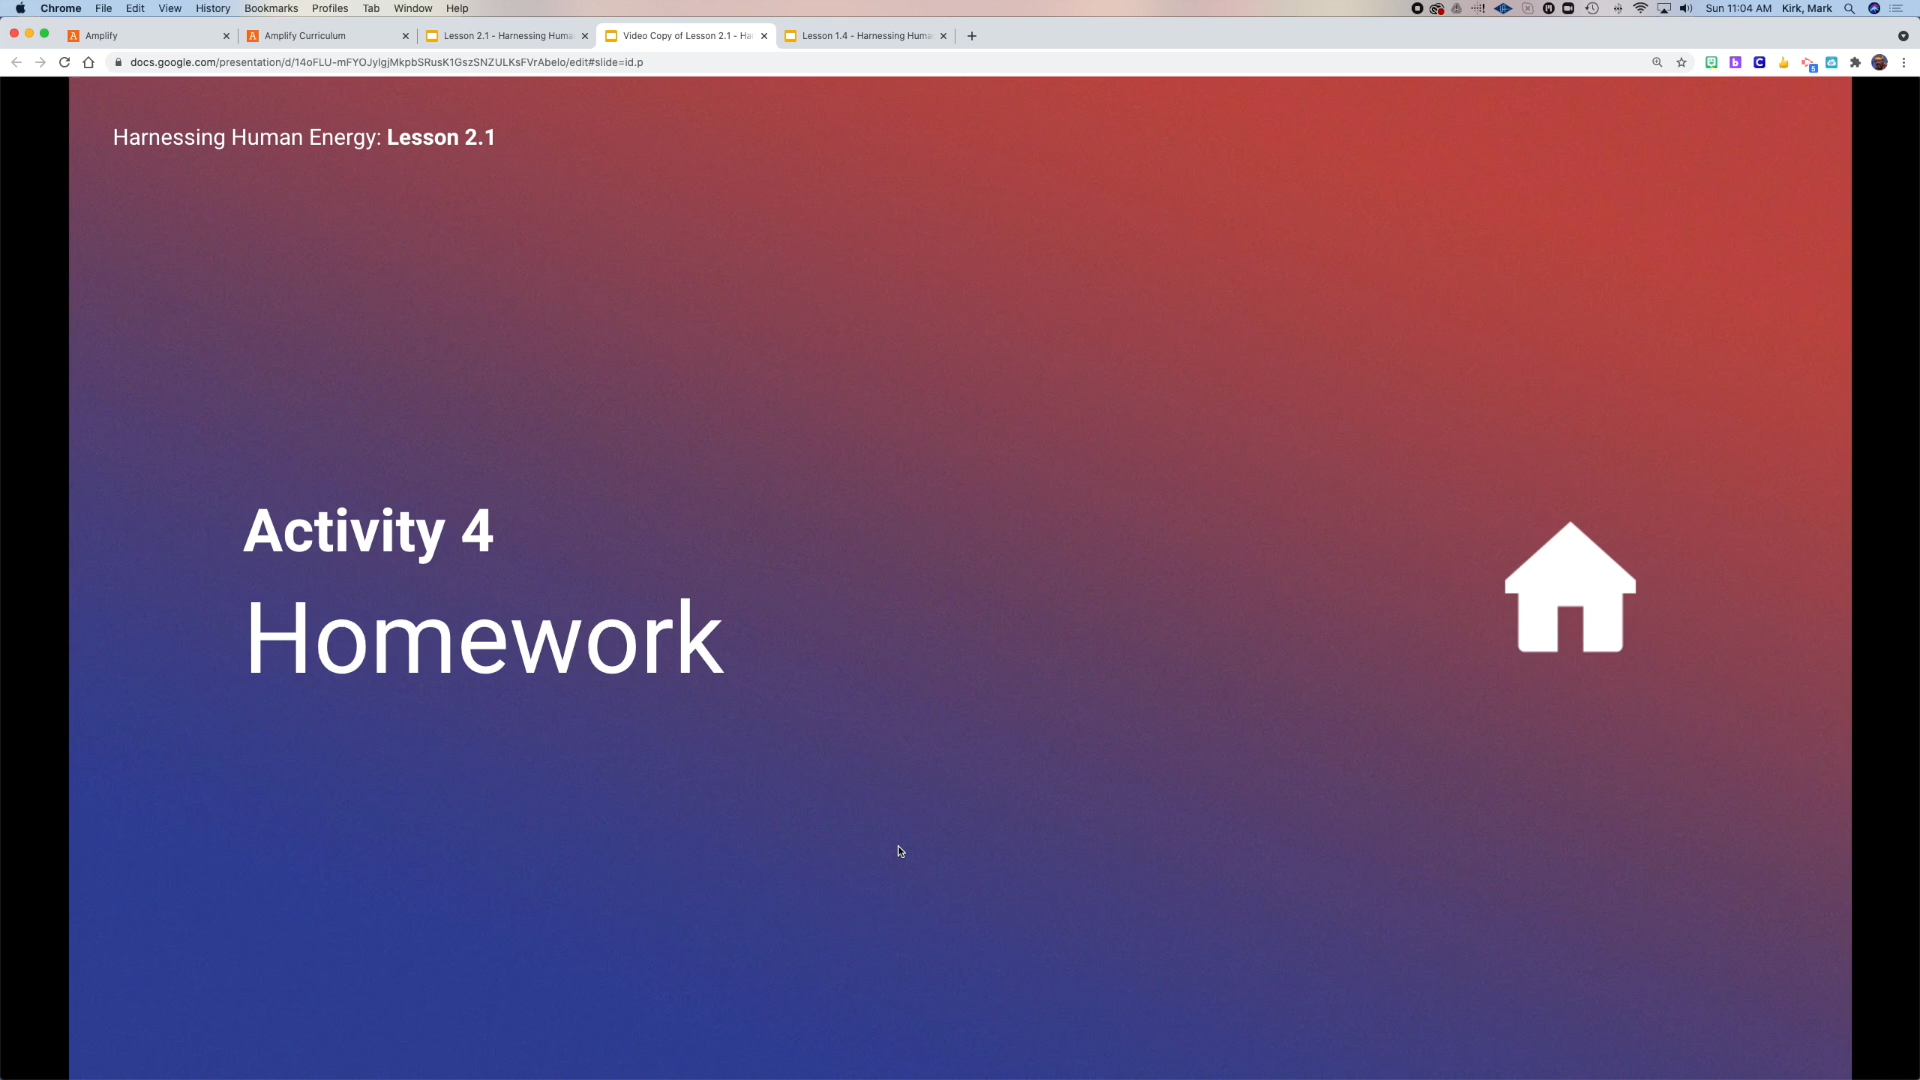 Chrome File Edit View History Bookmarks Profiles Tab Window Help Sun 11:04 AM Kirk, Mark
Amplify Amplify Curriculum Lesson 2.1 - Harnessing Huma Video Copy of Lesson 2.1 - Ha Lesson 1.4 - Harnessing Huma
docs.google.com/presentation/d/14oFLU-mFYOJylgjMkpbSRusK1GszSNZULKsFVrAbelo/edit#slide=id.p
Harnessing Human Energy: Lesson 2.1
Activity 4
Homework